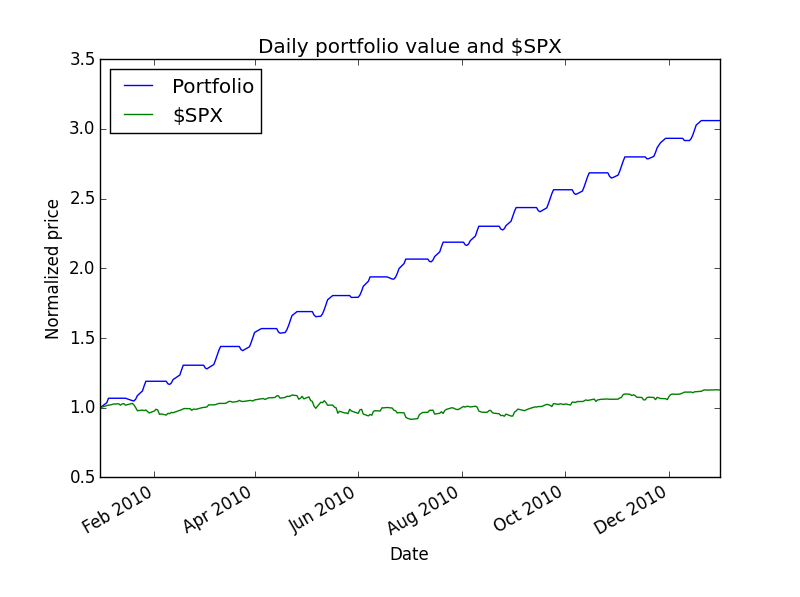 Daily portfolio value and $SPX
3.5
3.0
2.5
2.0
1.5
1.0
0.5
Normalized price
Portfolio
$SPX
Feb 2010
Apr 2010
Jun 2010
Aug 2010
Oct 2010
Dec 2010
Date